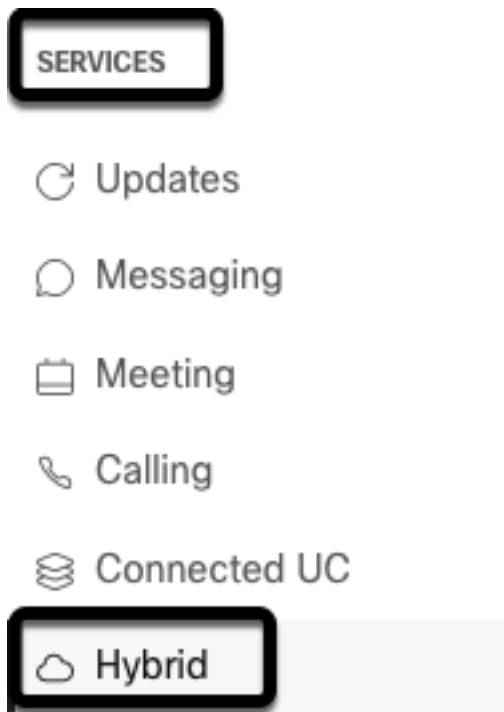 SERVICES
Updates
Messaging
Meeting
Calling
Connected UC
Hybrid